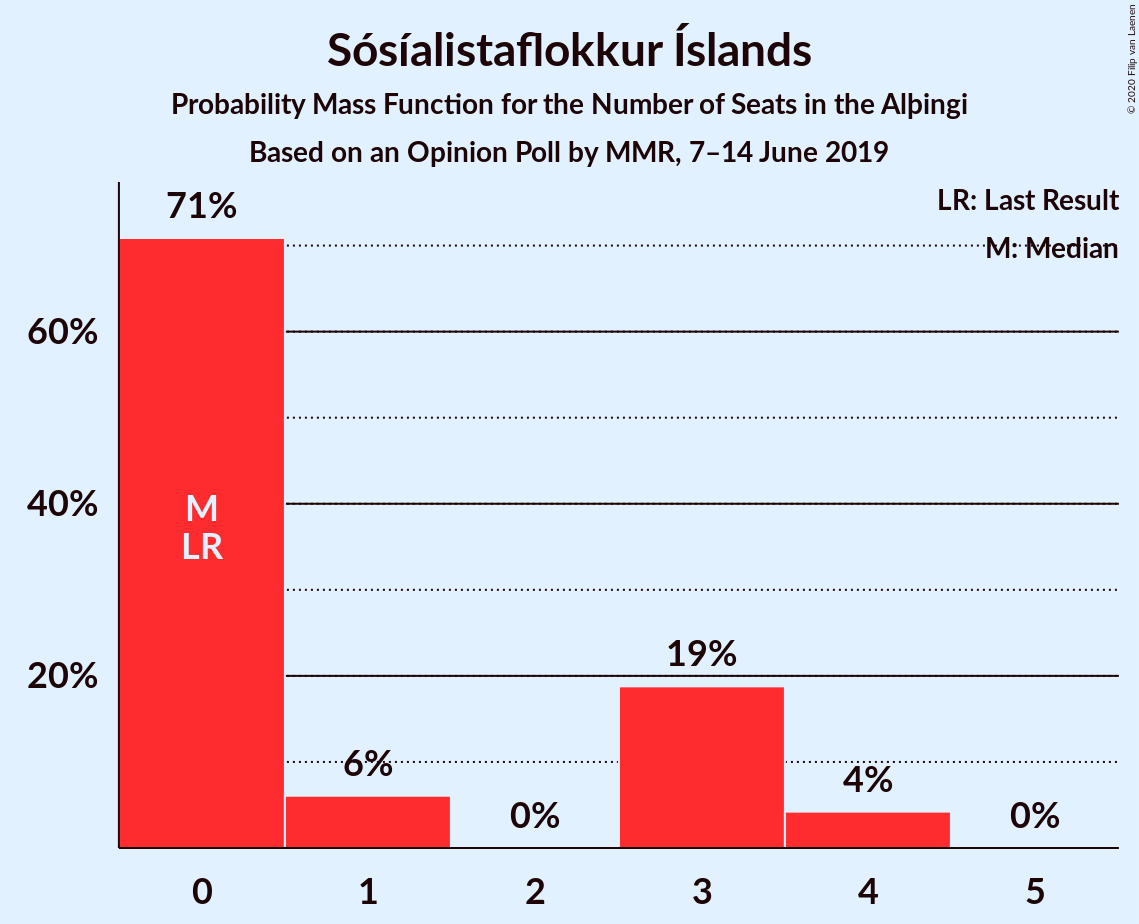 Sósíalistaflokkur Íslands
Probability Mass Function for the Number of Seats in the Alþingi
Based on an Opinion Poll by MMR, 7–14 June 2019
© 2020 Filip van Laenen
LR: Last Result
M: Median
71%
60%
40%
20%
M
LR
6%
0%
19%
4%
0%
0 1 2 3 4 5